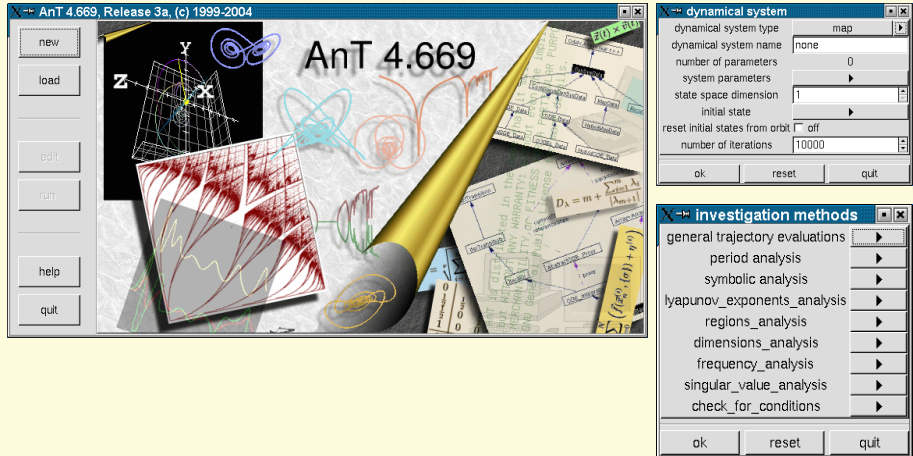 AnT 4.669, Release 3a, (c) 1999-2004
new
load
edit
run
help
quit
AnT 4.669
Y
Z
X
dynamical system
dynamical system type map
dynamical system name none
number of parameters 0
system parameters
state space dimension 1
initial state
reset initial states from orbit off
number of iterations 10000
ok reset quit
investigation methods
general trajectory evaluations
period analysis
symbolic analysis
lyapunov_exponents_analysis
regions_analysis
dimensions_analysis
frequency_analysis
singular_value_analysis
check_for_conditions
ok reset quit